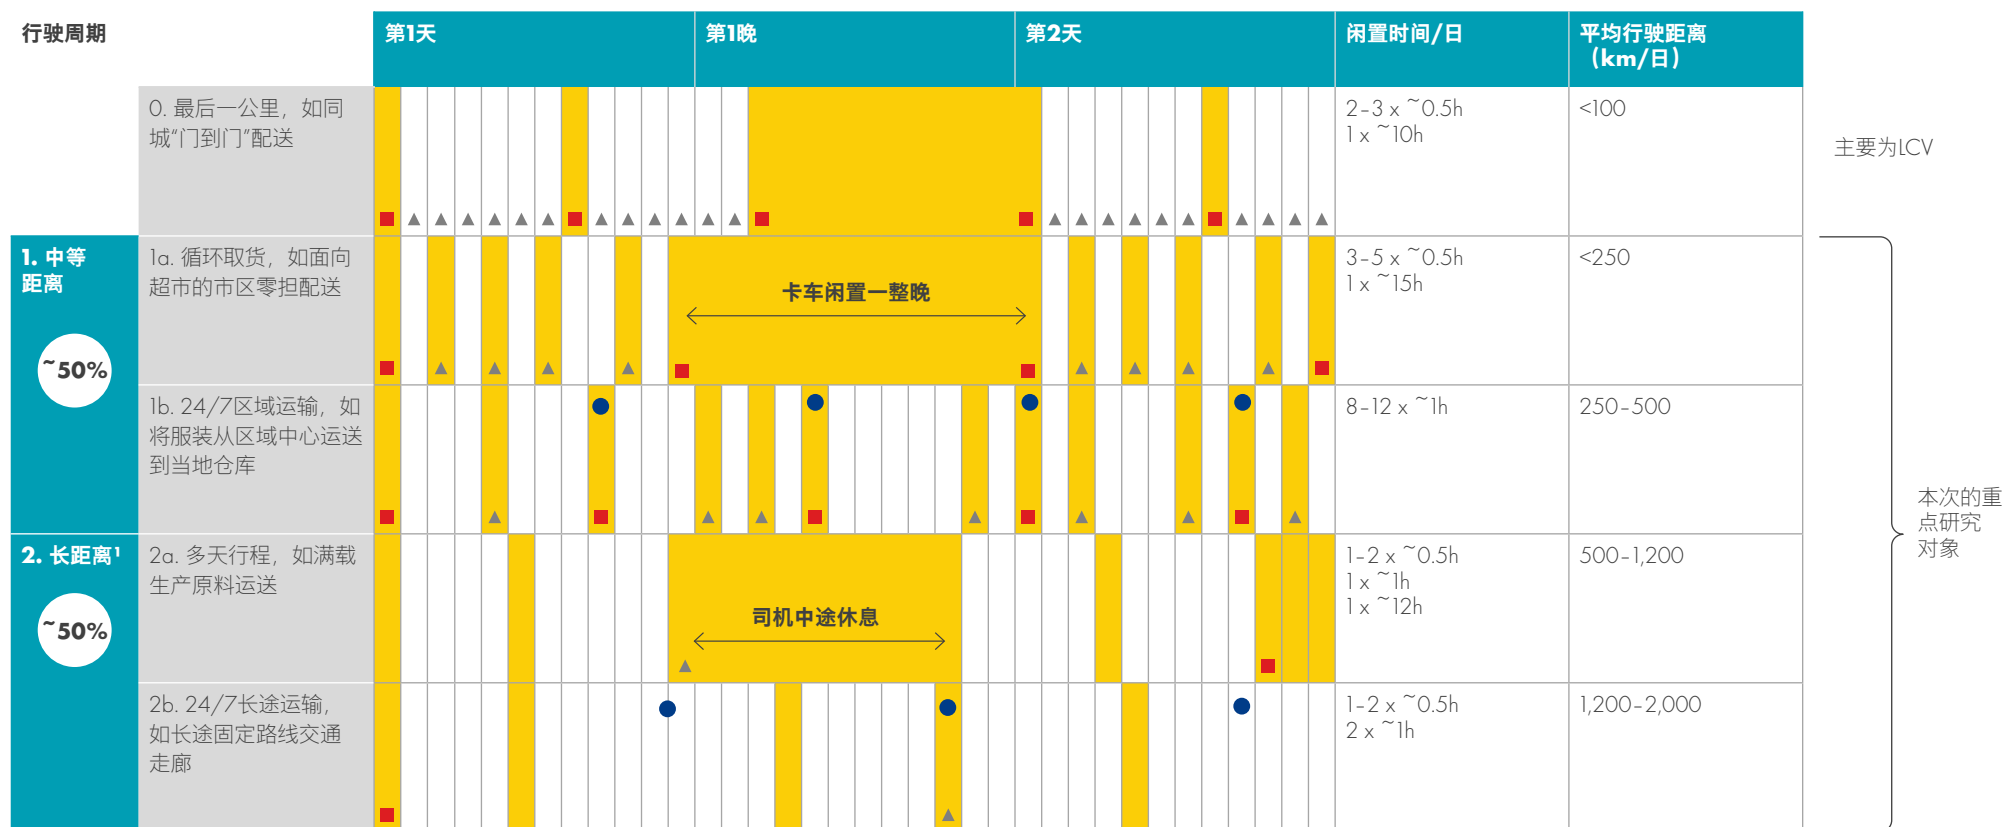 行驶周期
第1天
第1晚
第2天
闲置时间/日
平均行驶距离
（km/日）
0. 最后一公里，如同
城“门到门”配送
2-3 x ~0.5h
1 x ~10h
<100
主要为LCV
1. 中等
距离
~50%
1a. 循环取货，如面向
超市的市区零担配送
卡车闲置一整晚
3-5 x ~0.5h
1 x ~15h
<250
1b. 24/7区域运输，如
将服装从区域中心运送
到当地仓库
8-12 x ~1h
250-500
本次的重
点研究
对象
2. 长距离¹
~50%
2a. 多天行程，如满载
生产原料运送
司机中途休息
1-2 x ~0.5h
1 x ~1h
1 x ~12h
500-1,200
2b. 24/7长途运输，
如长途固定路线交通
走廊
1-2 x ~0.5h
2 x ~1h
1,200-2,000